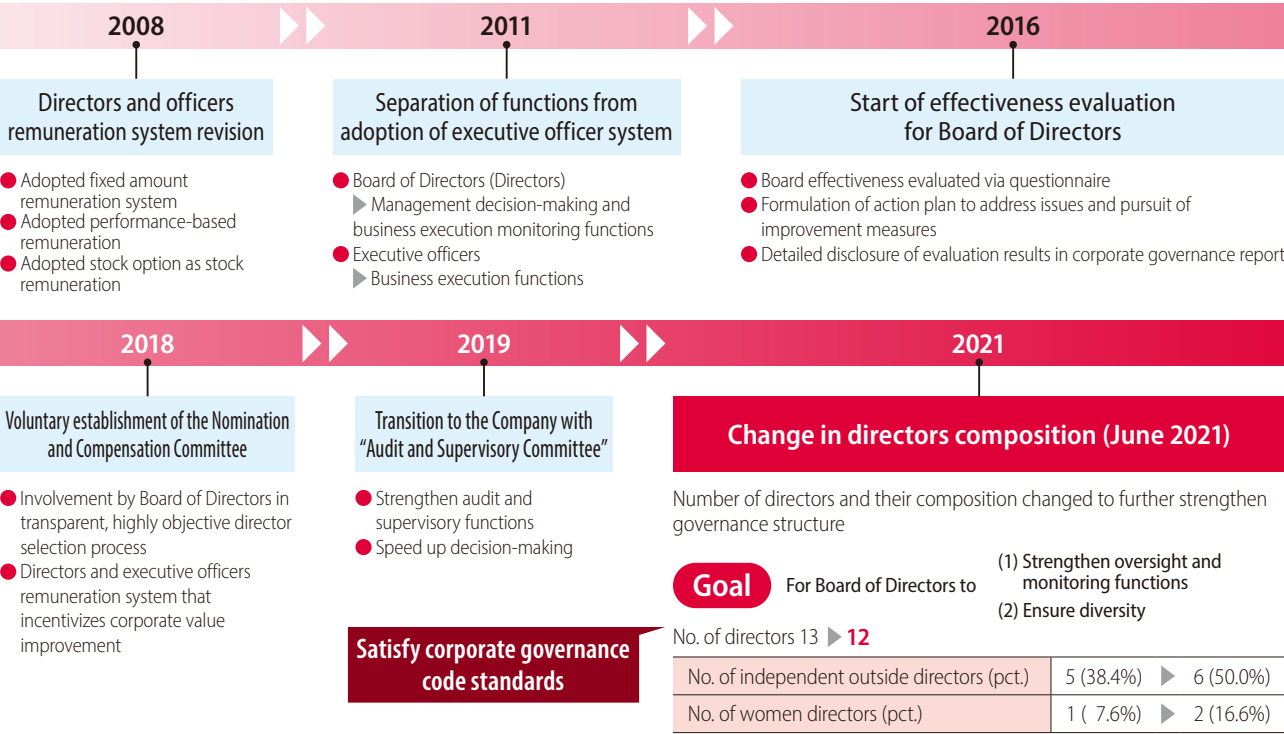 2008
2011
2016
Directors and officers
remuneration system revision
Adopted fixed amount
remuneration system
Adopted performance-based
remuneration
Adopted stock option as stock
remuneration
Separation of functions from
adoption of executive officer system
Board of Directors (Directors)
Management decision-making and
business execution monitoring functions
Executive officers
Business execution functions
Start of effectiveness evaluation
for Board of Directors
Board effectiveness evaluated via questionnaire
Formulation of action plan to address issues and pursuit of
improvement measures
Detailed disclosure of evaluation results in corporate governance report
2018
2019
2021
Voluntary establishment of the Nomination
and Compensation Committee
Involvement by Board of Directors in
transparent, highly objective director
selection process
Directors and executive officers
remuneration system that
incentivizes corporate value
improvement
Transition to the Company with
“Audit and Supervisory Committee”
Strengthen audit and
supervisory functions
Speed up decision-making
Satisfy corporate governance
code standards
Change in directors composition (June 2021)
Number of directors and their composition changed to further strengthen
governance structure
Goal For Board of Directors to
(1) Strengthen oversight and
monitoring functions
(2) Ensure diversity
No. of directors 13 ▶ 12
No. of independent outside directors (pct.) 5 (38.4%) ▶ 6 (50.0%)
No. of women directors (pct.) 1 ( 7.6%) ▶ 2 (16.6%)